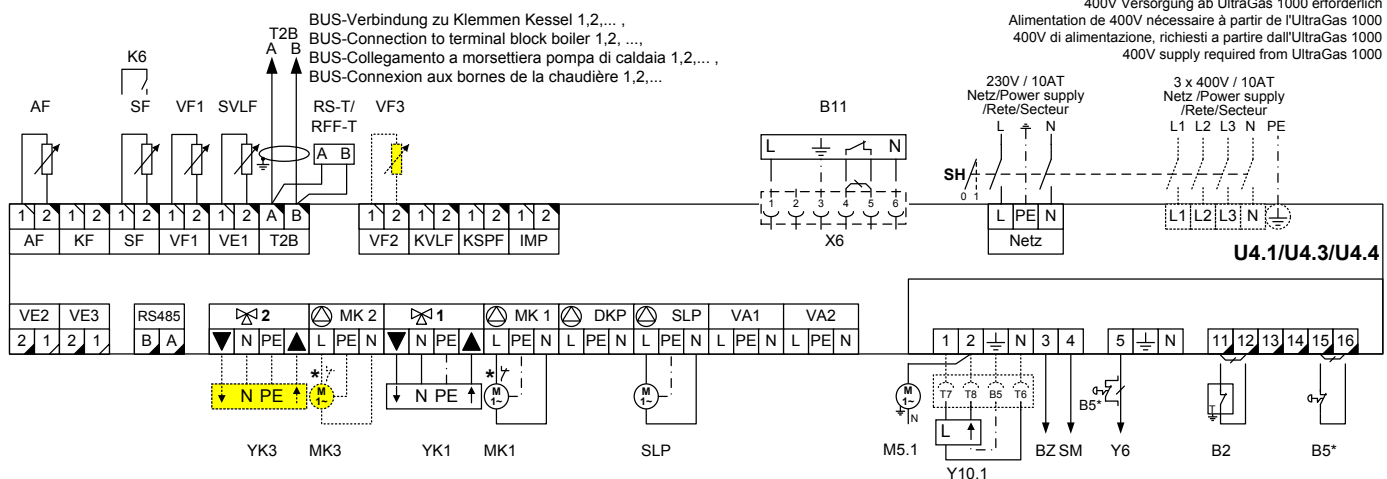 400V Versorgung ab UltraGas 1000 erforderlich
Alimentation de 400V nécessaire à partir de l'UltraGas 1000
400V di alimentazione, richiesti a partire dall'UltraGas 1000
400V supply required from UltraGas 1000
BUS-Verbindung zu Klemmen Kessel 1,2,... ,
BUS-Connection to terminal block boiler 1,2, ...,
BUS-Collegamento a morsettiera pompa di caldaia 1,2,... ,
BUS-Connexion aux bornes de la chaudière 1,2,...
T2B
A B
K6
AF SF VF1 SVLF RS-T/ VF3 B11
RFF-T
230V / 10AT
Netz/Power supply
/Rete/Secteur
L N
3 x 400V / 10AT
Netz /Power supply
/Rete/Secteur
L1 L2 L3 N PE
A B
L N
SH
0 1
1 2 3 4 5 6
X6
1 2 1 2 1 2 1 2 1 2 A B 1 2 1 2 1 2 1 2
AF KF SF VF1 VE1 T2B VF2 KVLF KSPF IMP
L PE N
Netz
L1 L2 L3 N
U4.1/U4.3/U4.4
VE2 VE3 RS485 2 MK 2 1 MK 1 DKP SLP VA1 VA2
2 1 2 1 B A N PE L PE N N PE L PE N L PE N L PE N L PE N L PE N
1 2 N 3 4 5 N 11 12 13 14 15 16
* *
N PE M 1~ N PE M 1~ M 1~
YK3 MK3 YK1 MK1 SLP
M 1~ N
T7 T8 B5 T6
L
B5*
T
M5.1 BZ SM Y6 B2 B5*
Y10.1